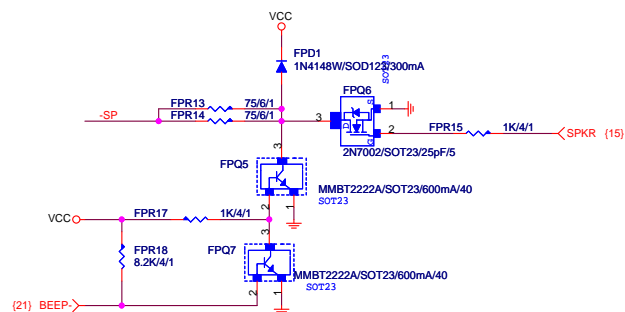 VCC
FPD1
1N4148W/SOD123/300mA
SOT23
FPQ6
FPR13 75/6/1
-SP FPR14 75/6/1
3 D S G 1
2 FPR15 1K/4/1 SPKR {15}
2N7002/SOT23/25pF/5
3
FPQ5
MMBT2222A/SOT23/600mA/40
SOT23
2 1
VCC FPR17 1K/4/1
3
FPR18 FPQ7
8.2K/4/1
MMBT2222A/SOT23/600mA/40
SOT23
2 1
{21} BEEP-